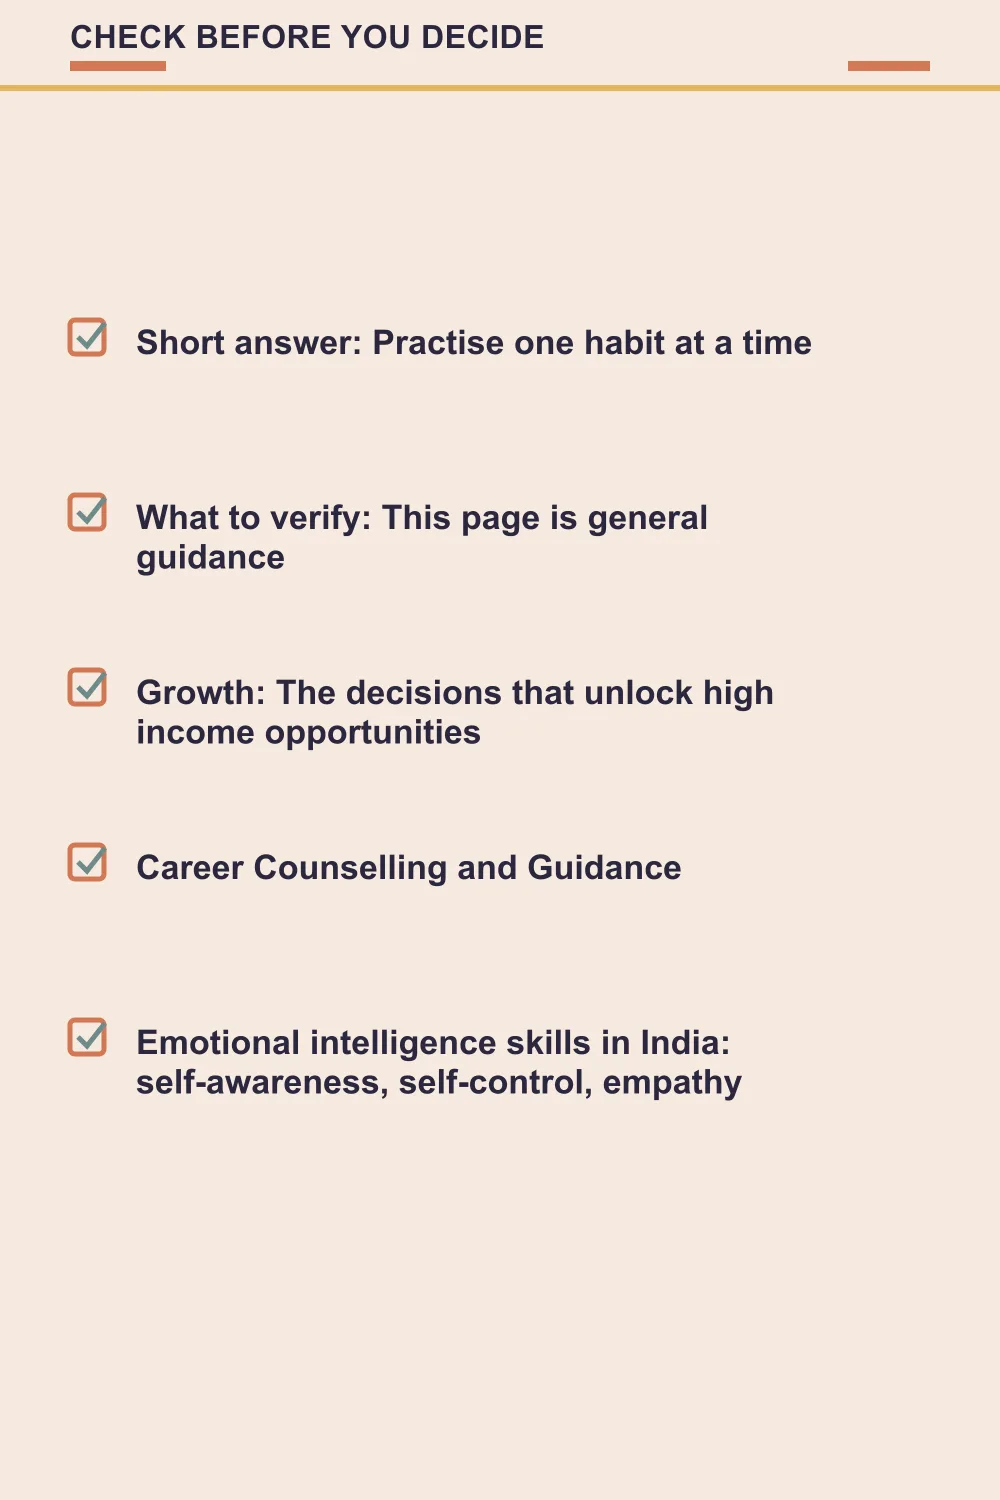 CHECK BEFORE YOU DECIDE
Short answer: Practise one habit at a time
What to verify: This page is general
guidance
Growth: The decisions that unlock high
income opportunities
Career Counselling and Guidance
Emotional intelligence skills in India:
self-awareness, self-control, empathy